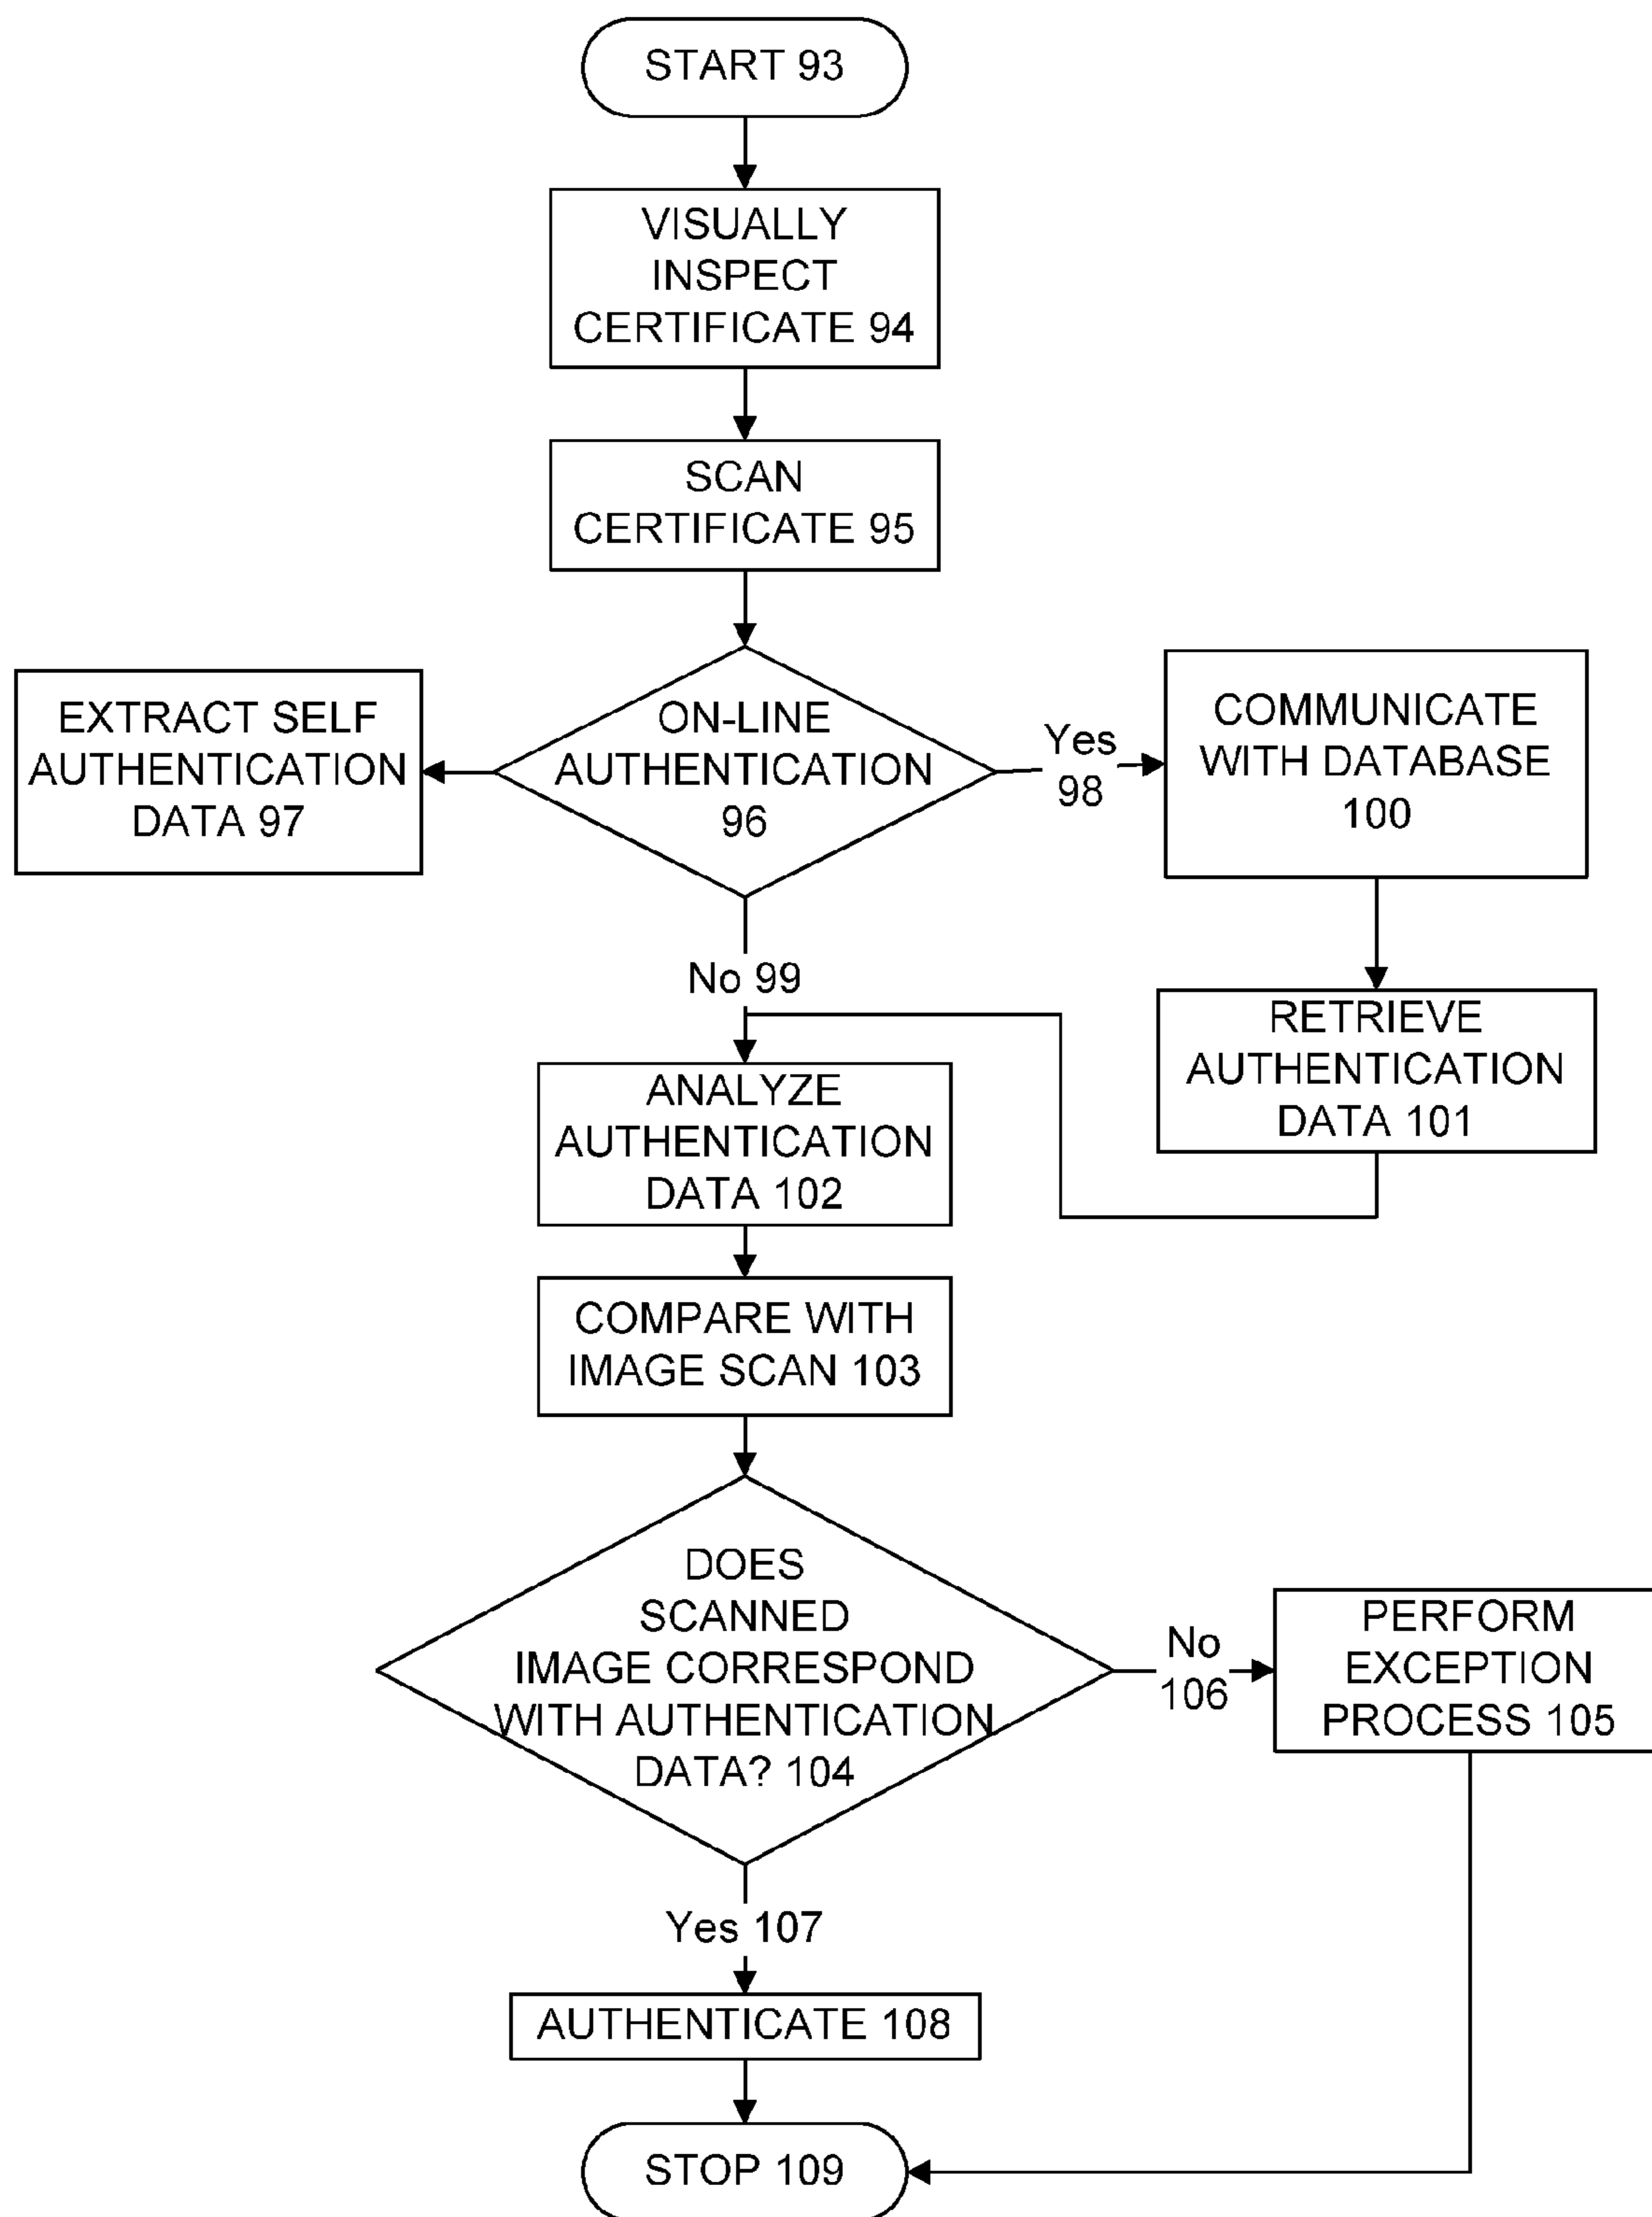 START 93
VISUALLY
INSPECT
CERTIFICATE 94
SCAN
CERTIFICATE 95
EXTRACT SELF
AUTHENTICATION
DATA 97
ON-LINE
AUTHENTICATION
96
Yes
98
COMMUNICATE
WITH DATABASE
100
No 99
RETRIEVE
AUTHENTICATION
DATA 101
ANALYZE
AUTHENTICATION
DATA 102
COMPARE WITH
IMAGE SCAN 103
DOES
SCANNED
IMAGE CORRESPOND
WITH AUTHENTICATION
DATA? 104
No
106
PERFORM
EXCEPTION
PROCESS 105
Yes 107
AUTHENTICATE 108
STOP 109